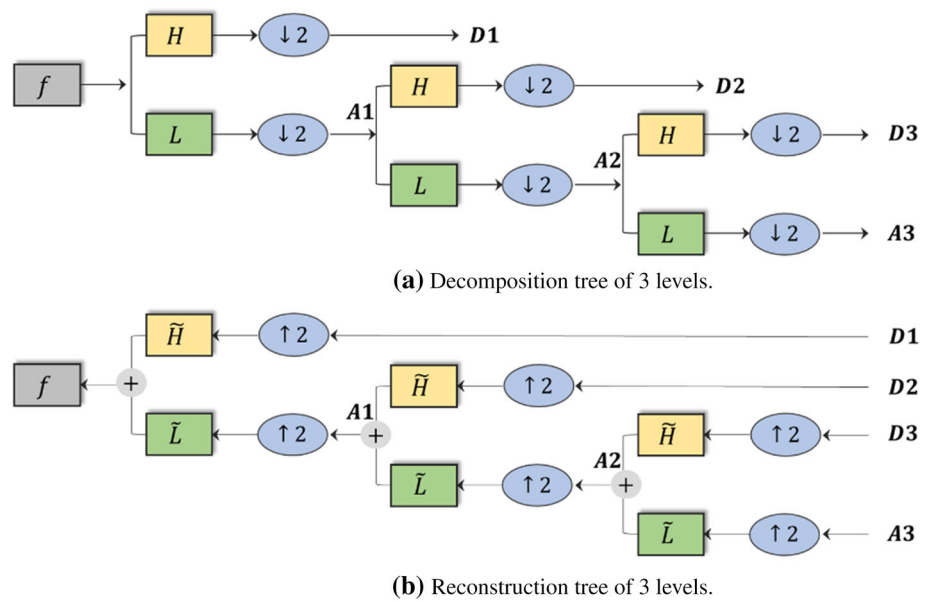 H ↓2 D1
f H ↓2 D2
A1
L ↓2 H ↓2 D3
A2
L ↓2
L ↓2 A3
(a) Decomposition tree of 3 levels.
H̃ ↑2 D1
f + H̃ ↑2 D2
A1
L̃ ↑2 + H̃ ↑2 D3
A2
L̃ ↑2 +
L̃ ↑2 A3
(b) Reconstruction tree of 3 levels.